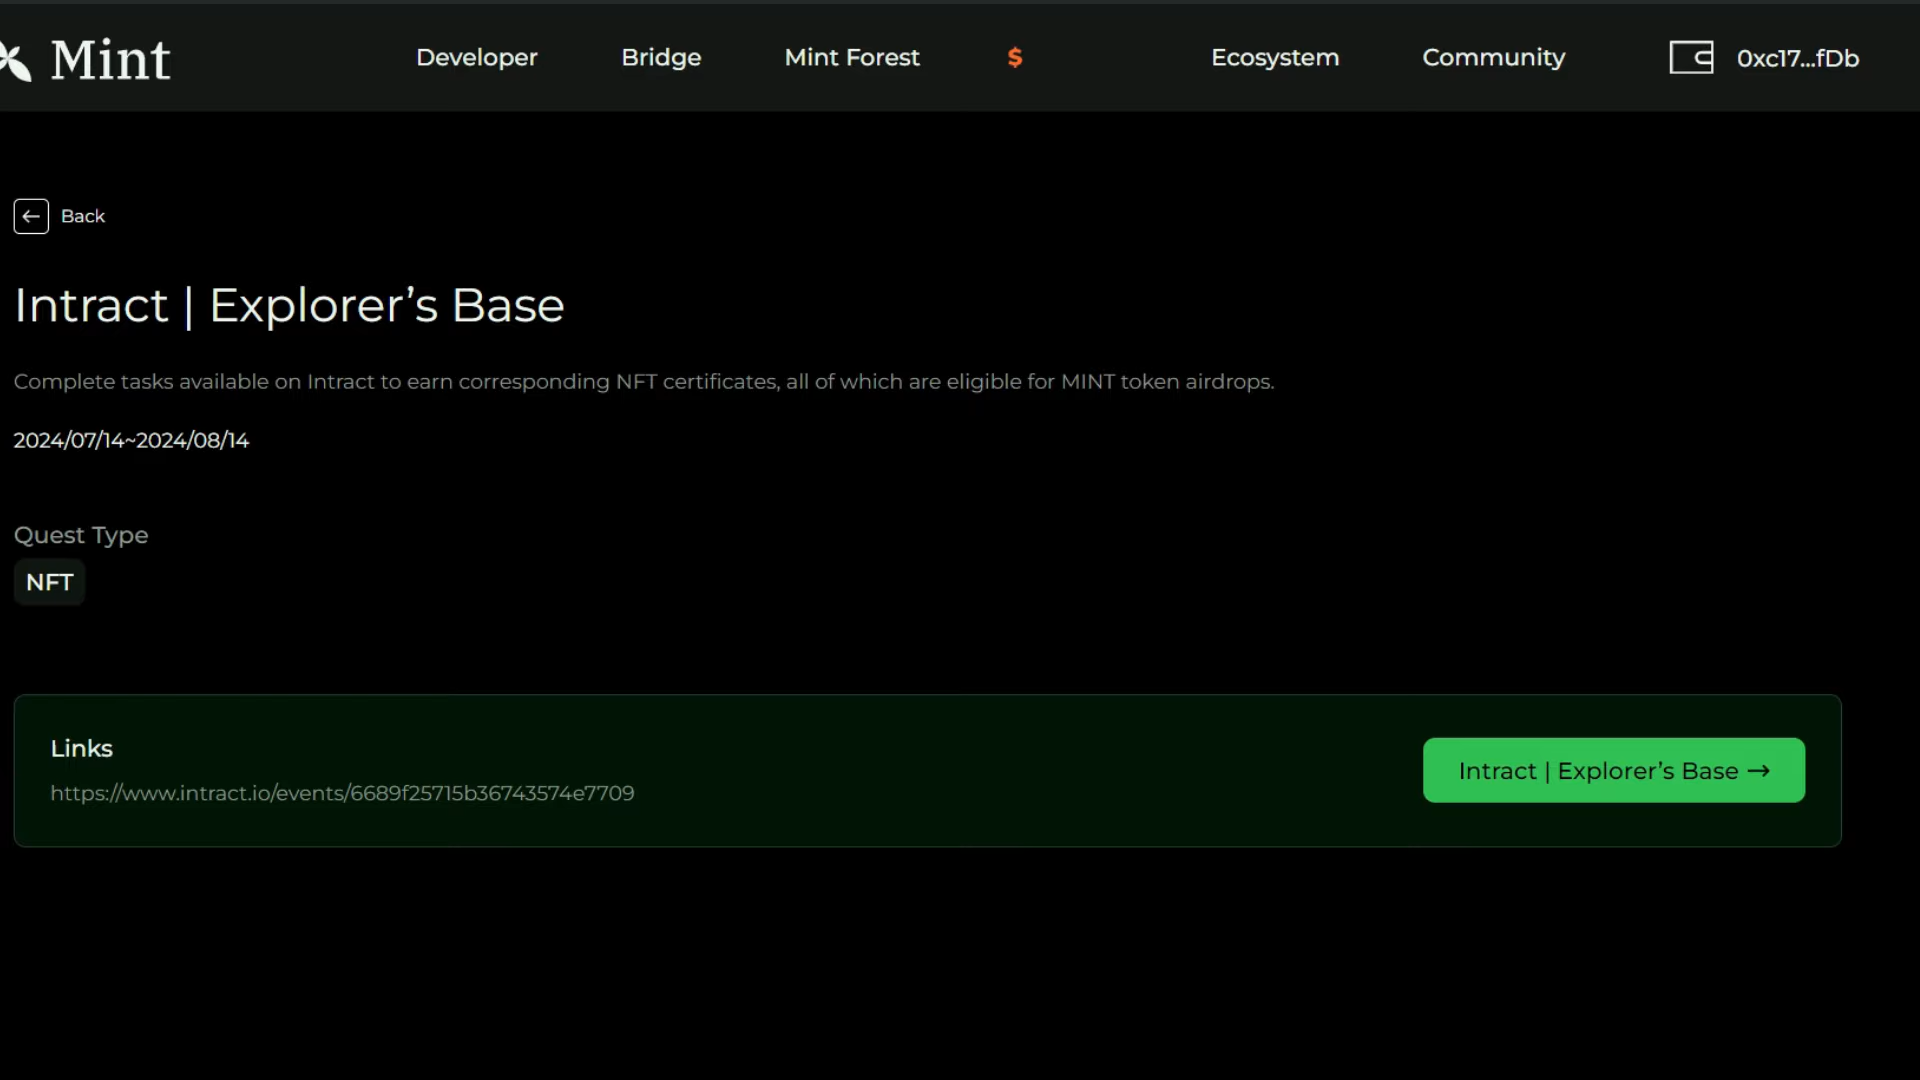 Mint
Developer
Bridge
Mint Forest
$
Ecosystem
Community
0xc17...fDb
Back
Intract | Explorer’s Base
Complete tasks available on Intract to earn corresponding NFT certificates, all of which are eligible for MINT token airdrops.
2024/07/14~2024/08/14
Quest Type
NFT
Links
https://www.intract.io/events/6689f25715b36743574e7709
Intract | Explorer’s Base →